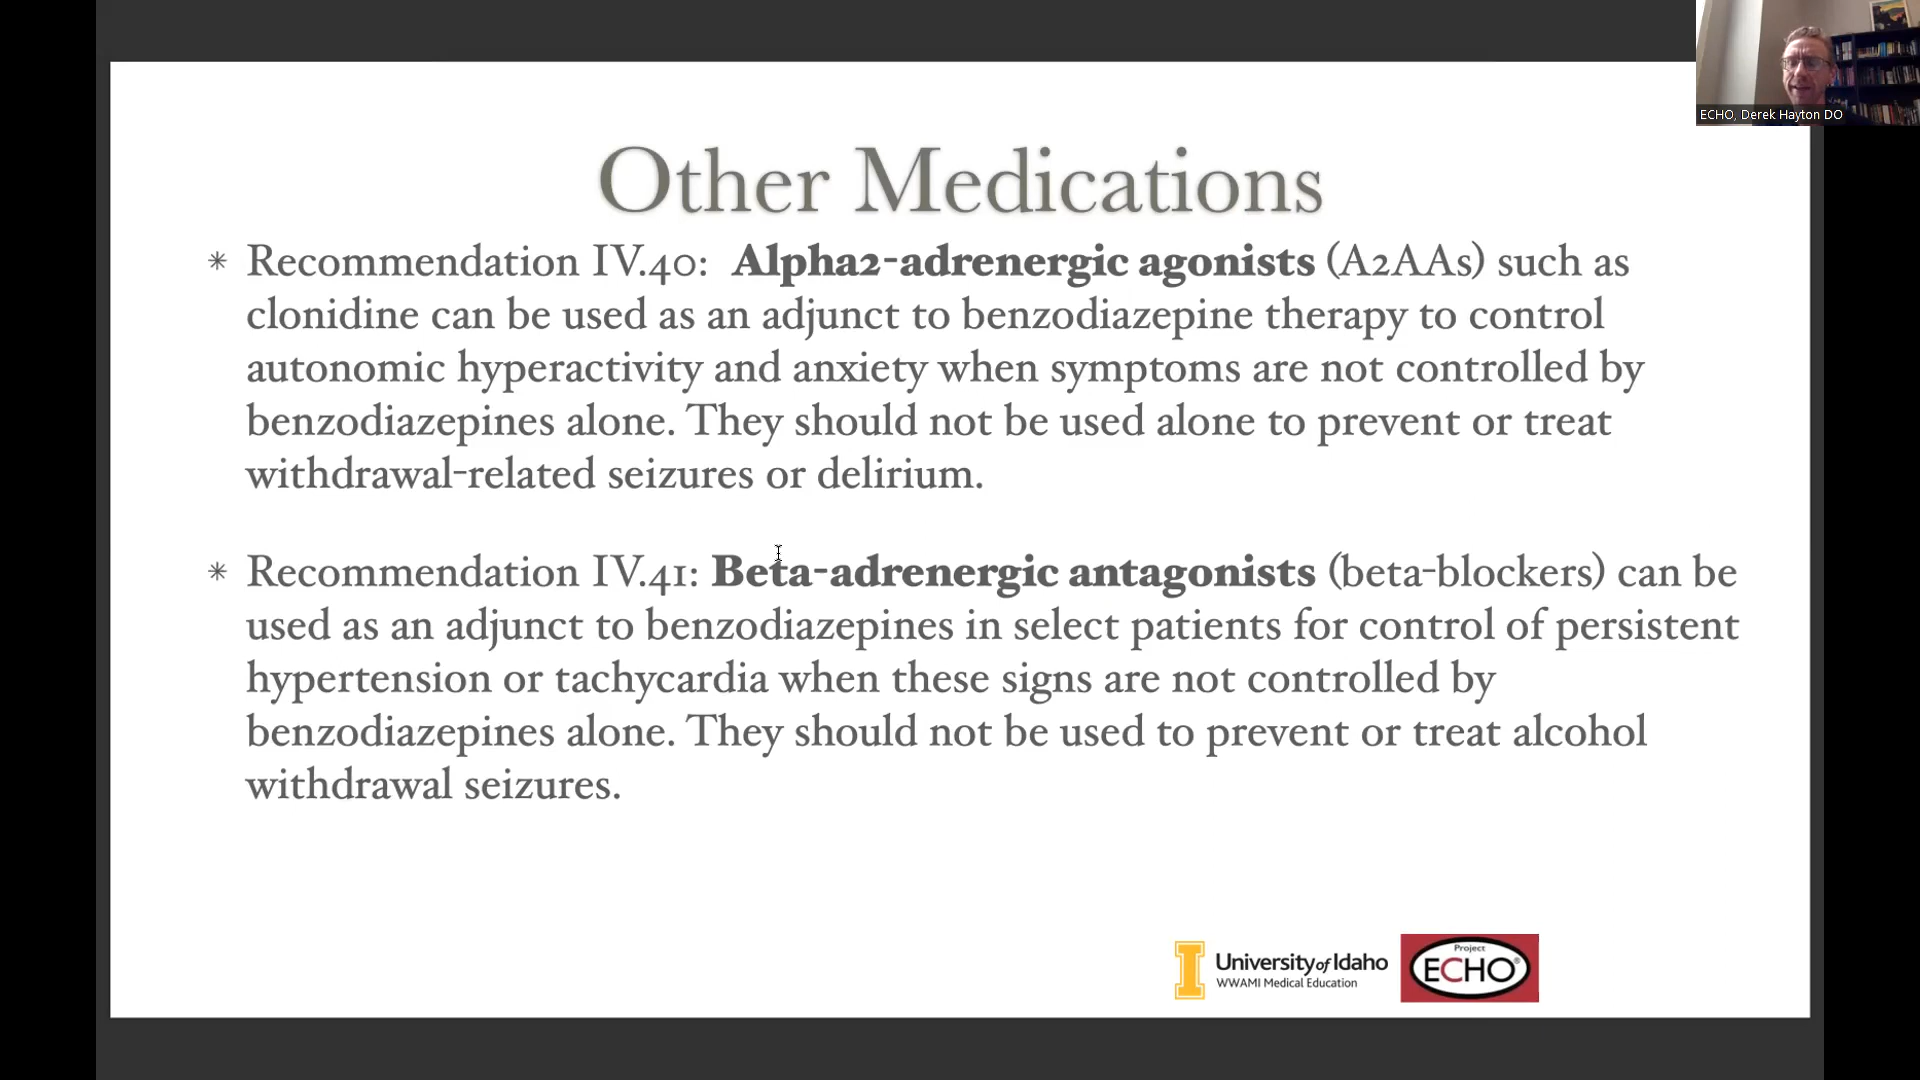 ECHO, Derek Hayton DO
Other Medications
* Recommendation IV.40: Alpha2-adrenergic agonists (A2AAs) such as
clonidine can be used as an adjunct to benzodiazepine therapy to control
autonomic hyperactivity and anxiety when symptoms are not controlled by
benzodiazepines alone. They should not be used alone to prevent or treat
withdrawal-related seizures or delirium.
* Recommendation IV.41: Beta-adrenergic antagonists (beta-blockers) can be
used as an adjunct to benzodiazepines in select patients for control of persistent
hypertension or tachycardia when these signs are not controlled by
benzodiazepines alone. They should not be used to prevent or treat alcohol
withdrawal seizures.
I
University of Idaho
WWAMI Medical Education
Project
ECHO®